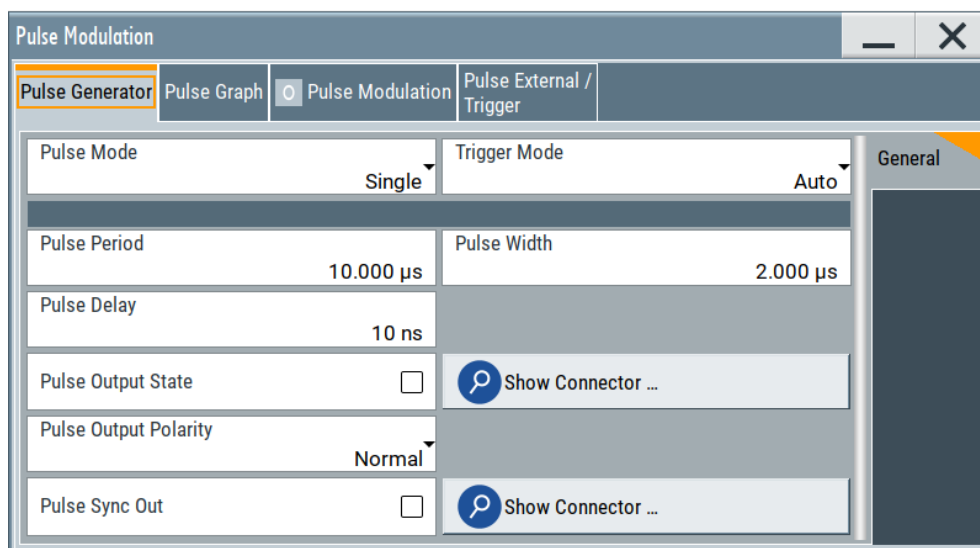 Pulse Modulation
Pulse Generator
Pulse Graph
Pulse Modulation
Pulse External /
Trigger
Pulse Mode
Single
Trigger Mode
Auto
General
Pulse Period
10.000 µs
Pulse Width
2.000 µs
Pulse Delay
10 ns
Pulse Output State
Show Connector ...
Pulse Output Polarity
Normal
Pulse Sync Out
Show Connector ...